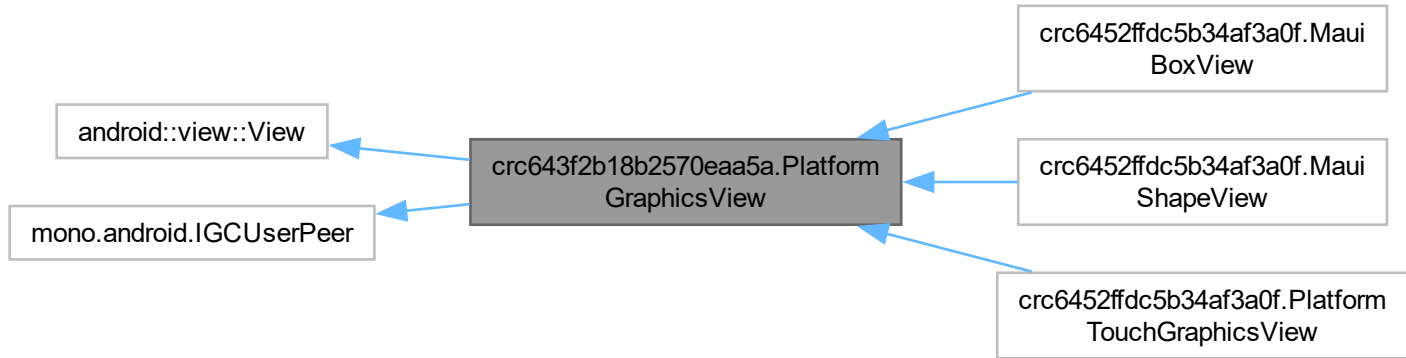 android::view::View
mono.android.IGCUserPeer
crc643f2b18b2570eaa5a.Platform
GraphicsView
crc6452ffdc5b34af3a0f.Maui
BoxView
crc6452ffdc5b34af3a0f.Maui
ShapeView
crc6452ffdc5b34af3a0f.Platform
TouchGraphicsView